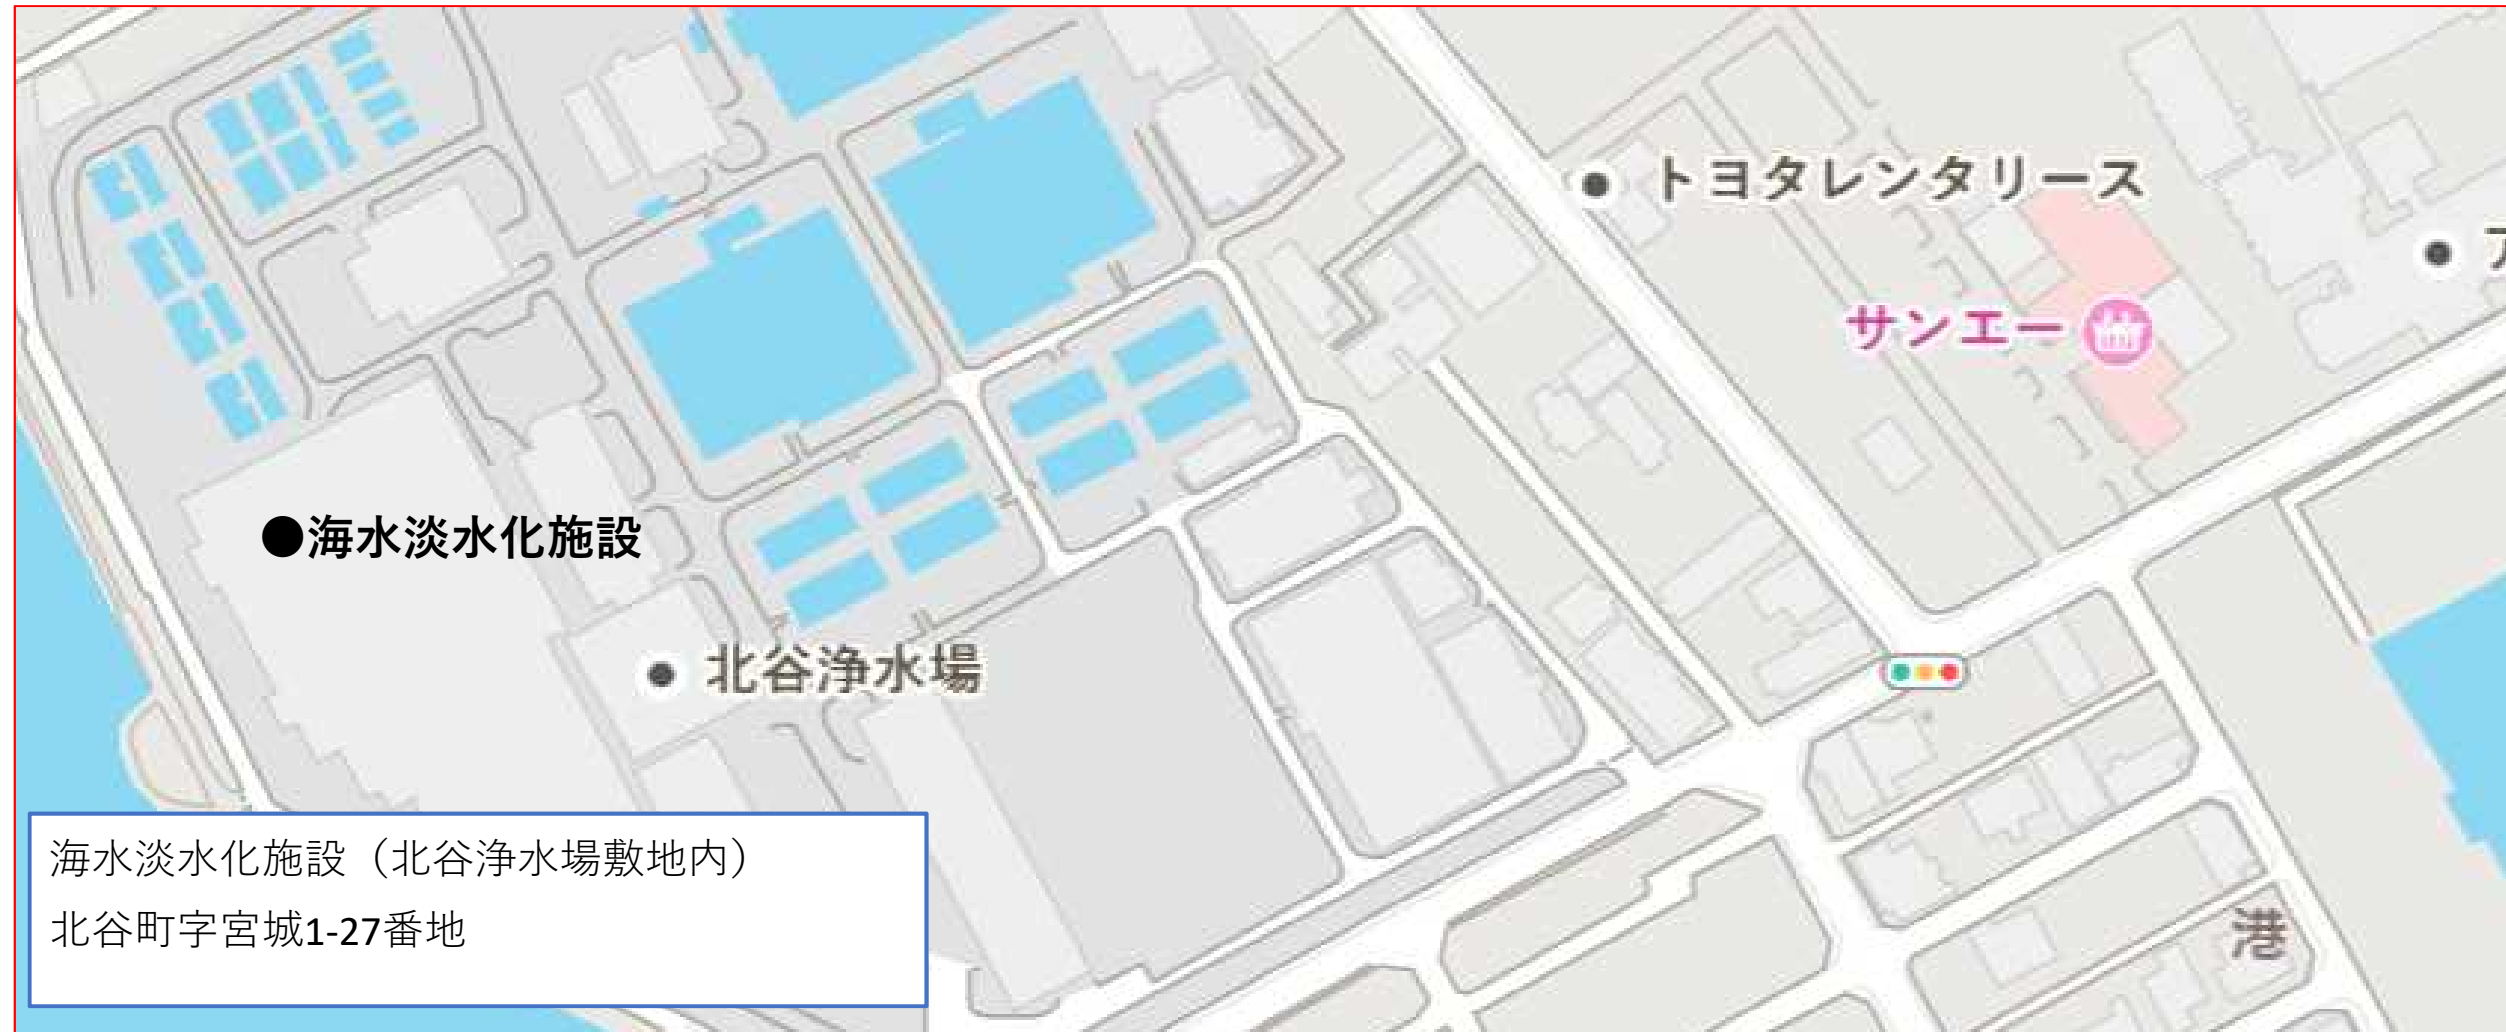 トヨタレンタリース
ア
サンエー
●海水淡水化施設
北谷浄水場
海水淡水化施設（北谷浄水場敷地内）
北谷町字宮城1-27番地
港